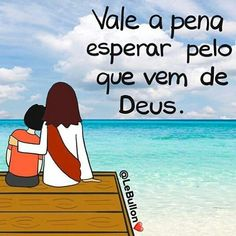 Vale a pena
esperar pelo
que vem de
Deus.
@LeBullon